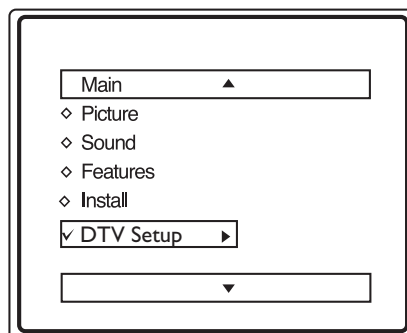 Main ▲
◇ Picture
◇ Sound
◇ Features
◇ Install
✓ DTV Setup ▶
▼